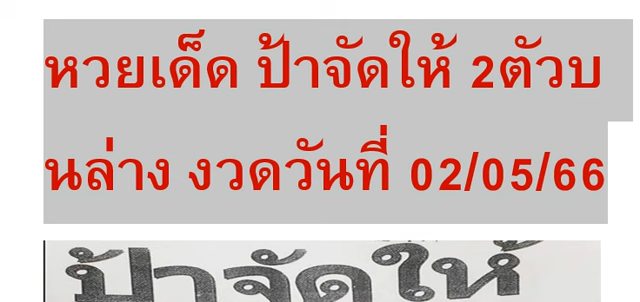 หวยเด็ด ป้าจัดให้ 2ตัวบ
นล่าง งวดวันที่ 02/05/66
ป้าจัดให้